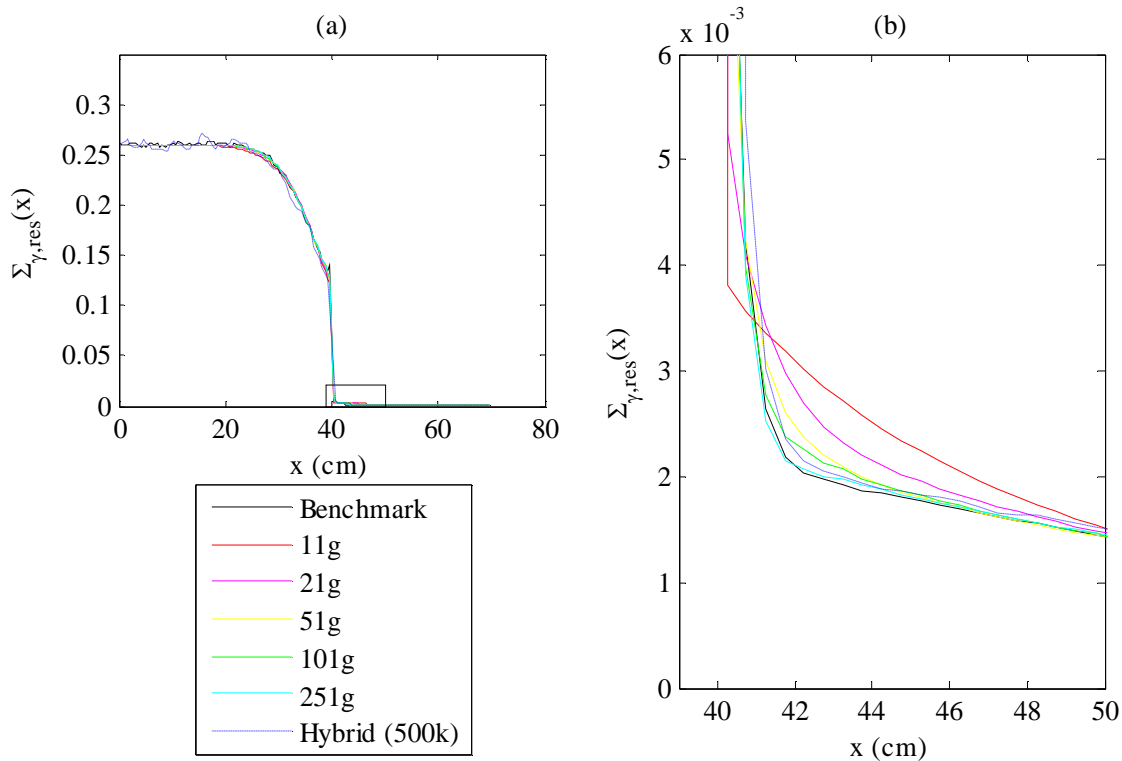 (a)
0.3
0.25
0.2
0.15
0.1
0.05
0
Σγ,res(x)
0 20 40 60 80
x (cm)
Benchmark
11g
21g
51g
101g
251g
Hybrid (500k)
(b)
x 10⁻³
6
5
4
3
2
1
0
Σγ,res(x)
40 42 44 46 48 50
x (cm)